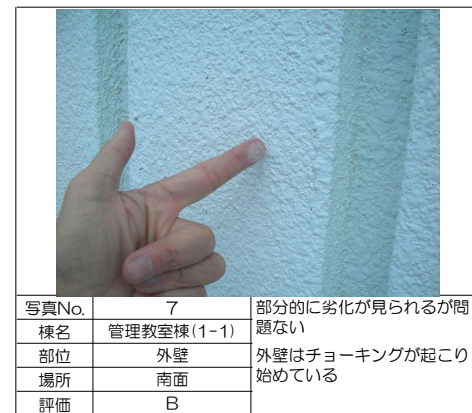 写真No. 7
棟名 管理教室棟(1-1)
部位 外壁
場所 南面
評価 B
部分的に劣化が見られるが問
題ない
外壁はチョーキングが起こり
始めている